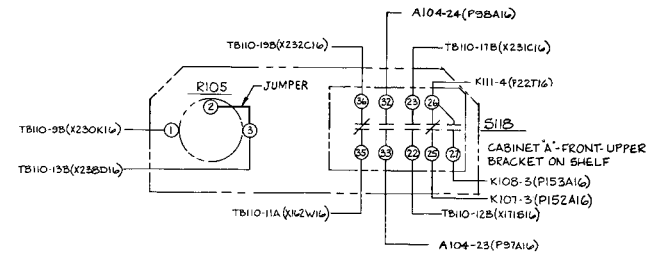 A104-24(P98A16)
TB110-19B(X232C16)
TB110-17B(X231C16)
R105
JUMPER
K111-4(P22T16)
2
36
32
23
26
S118
TB110-9B(X230K16)
1
3
CABINET "A"-FRONT-UPPER
BRACKET ON SHELF
35
33
22
25
27
TB110-13B(X238D16)
K108-3(P153A16)
K107-3(P152A16)
TB110-11A(X162W16)
TB110-12B(X171S16)
A104-23(P97A16)